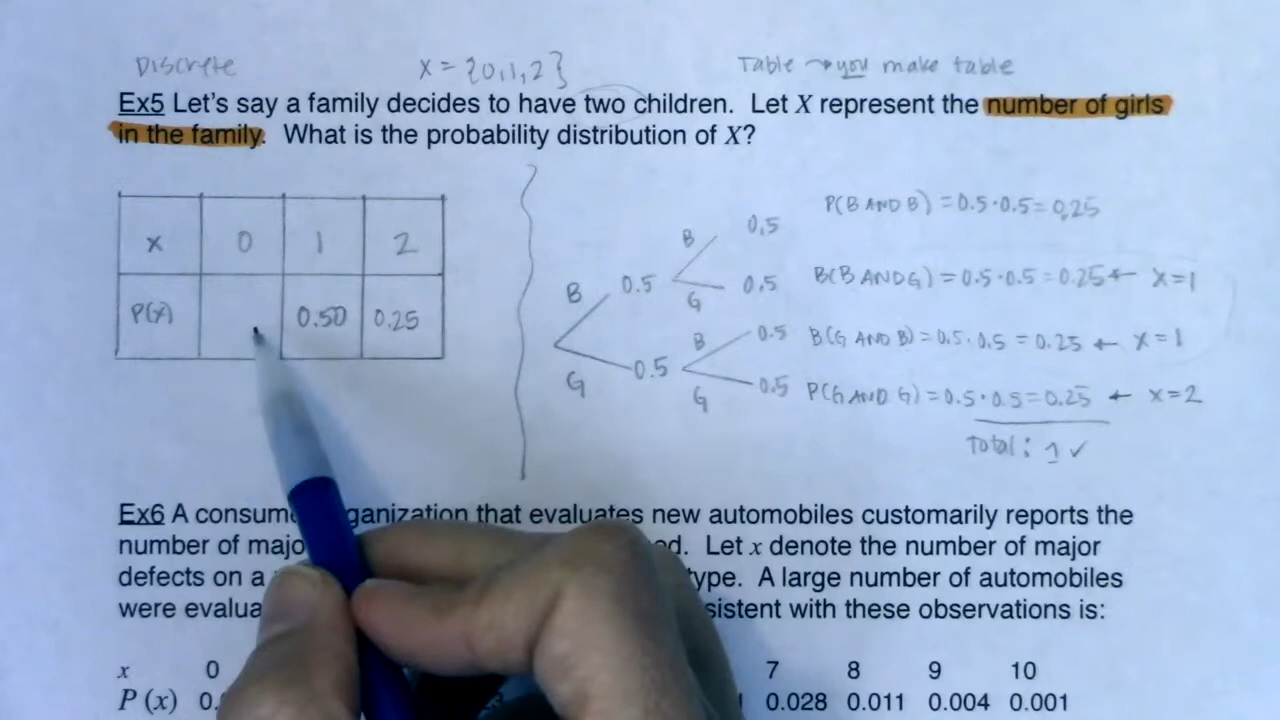 Discrete x = {0,1,2} Table → you make table
Ex5 Let's say a family decides to have two children. Let X represent the number of girls
in the family. What is the probability distribution of X?
x 0 1 2
P(x) 0.50 0.25
B 0.5 B 0.5 P(B AND B) = 0.5·0.5 = 0.25
G 0.5 B(B AND G) = 0.5·0.5 = 0.25 ← x=1
G 0.5 B 0.5 B(G AND B) = 0.5·0.5 = 0.25 ← x=1
G 0.5 P(G AND G) = 0.5·0.5 = 0.25 ← x=2
Total: 1 ✓
Ex6 A consum ganization that evaluates new automobiles customarily reports the
number of majo ed. Let x denote the number of major
defects on a type. A large number of automobiles
were evalua sistent with these observations is:
x 0 7 8 9 10
P (x) 0. 0.028 0.011 0.004 0.001